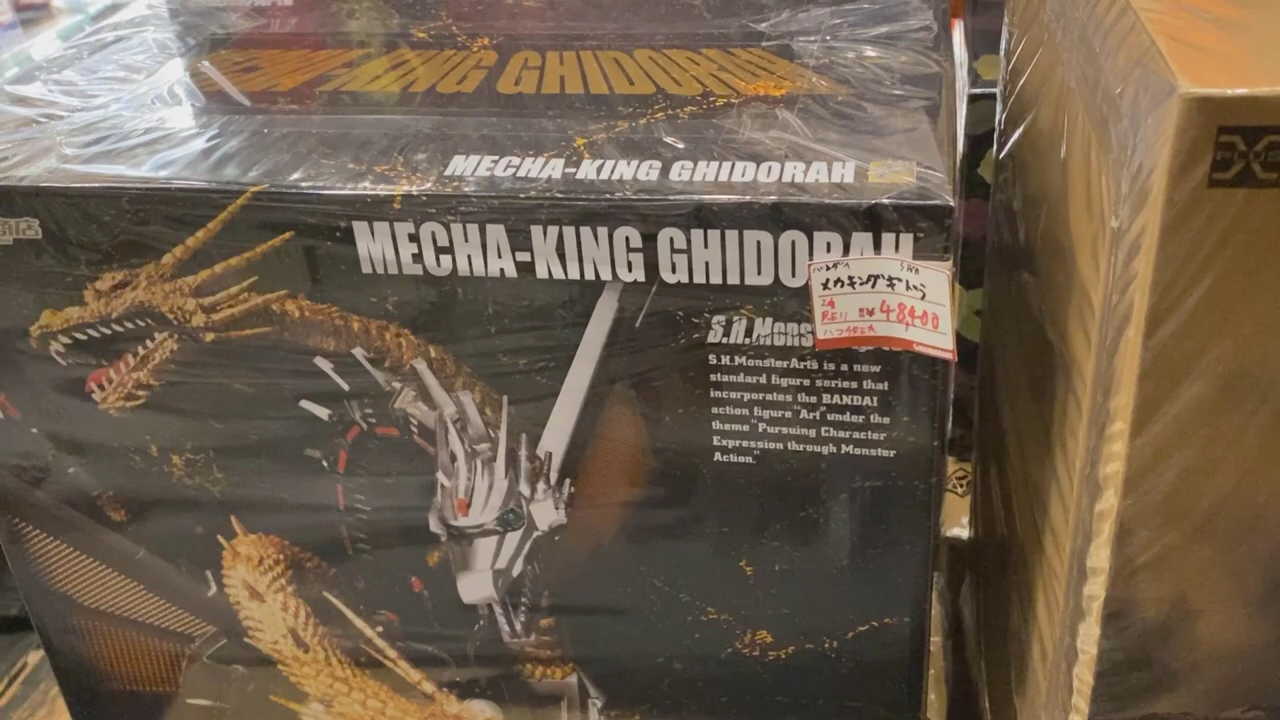 MECHA-KING GHIDORAH
MECHA-KING GHIDORAH
MECHA-KING GHIDORAH
メカキングギドラ
¥48,400
S.H.Mons
S.H.MonsterArts is a new
standard figure series that
incorporates the BANDAI
action figure "Art" under the
theme "Pursuing Character
Expression through Monster
Action."
X PLUS